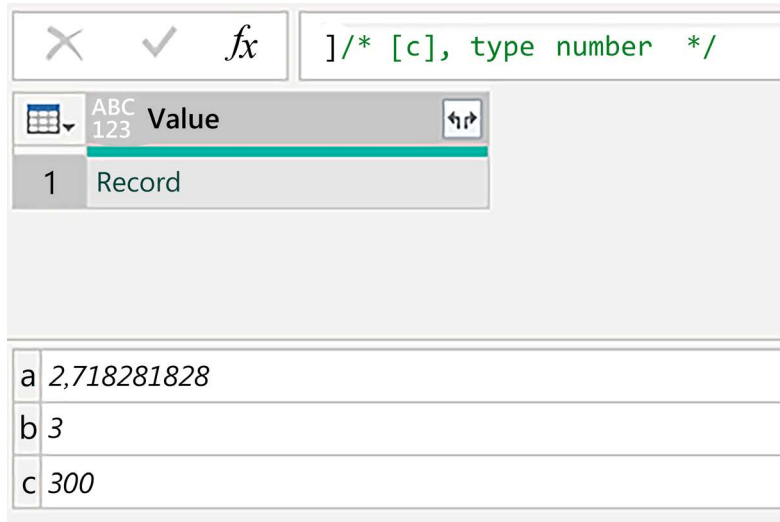 fx ]/* [c], type number */
ABC 123 Value
1 Record
a 2,718281828
b 3
c 300